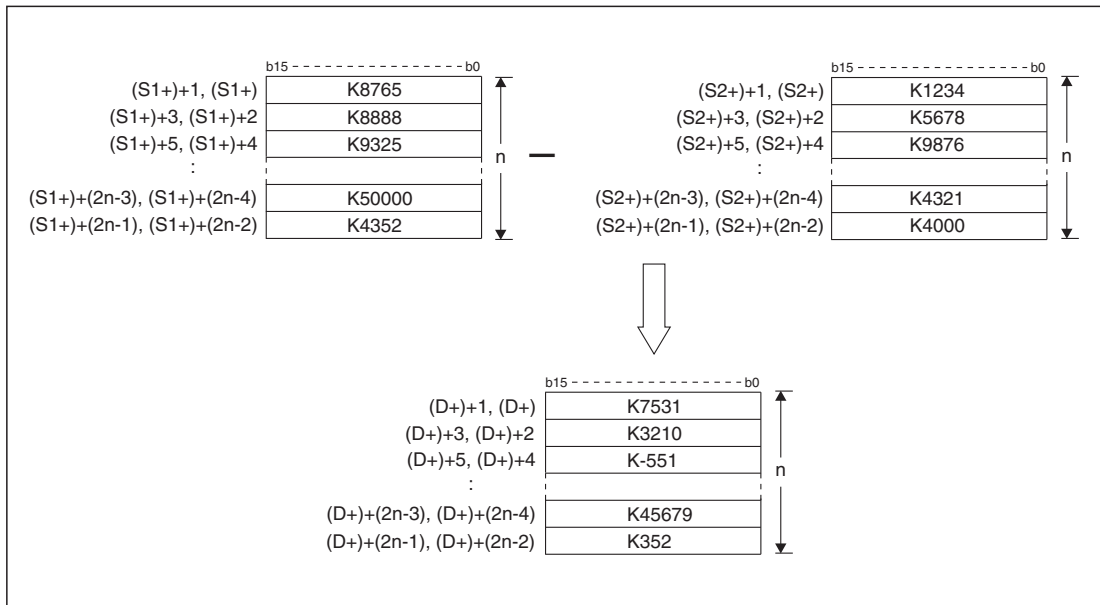 b15 b0
(S1+)+1, (S1+) K8765
(S1+)+3, (S1+)+2 K8888
(S1+)+5, (S1+)+4 K9325
:
(S1+)+(2n-3), (S1+)+(2n-4) K50000
(S1+)+(2n-1), (S1+)+(2n-2) K4352
n
—
b15 b0
(S2+)+1, (S2+) K1234
(S2+)+3, (S2+)+2 K5678
(S2+)+5, (S2+)+4 K9876
:
(S2+)+(2n-3), (S2+)+(2n-4) K4321
(S2+)+(2n-1), (S2+)+(2n-2) K4000
n
b15 b0
(D+)+1, (D+) K7531
(D+)+3, (D+)+2 K3210
(D+)+5, (D+)+4 K-551
:
(D+)+(2n-3), (D+)+(2n-4) K45679
(D+)+(2n-1), (D+)+(2n-2) K352
n